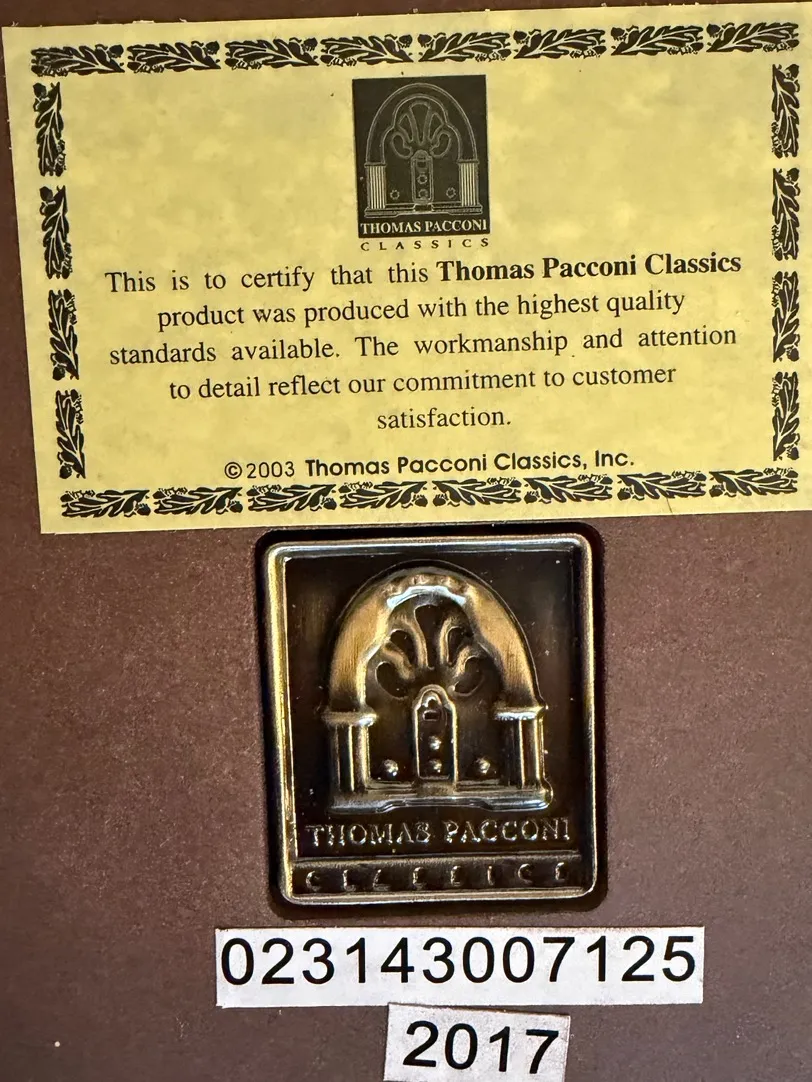 THOMAS PACCONI
CLASSICS
This is to certify that this Thomas Pacconi Classics
product was produced with the highest quality
standards available. The workmanship and attention
to detail reflect our commitment to customer
satisfaction.
©2003 Thomas Pacconi Classics, Inc.
THOMAS PACCONI
CLASSICS
023143007125
2017